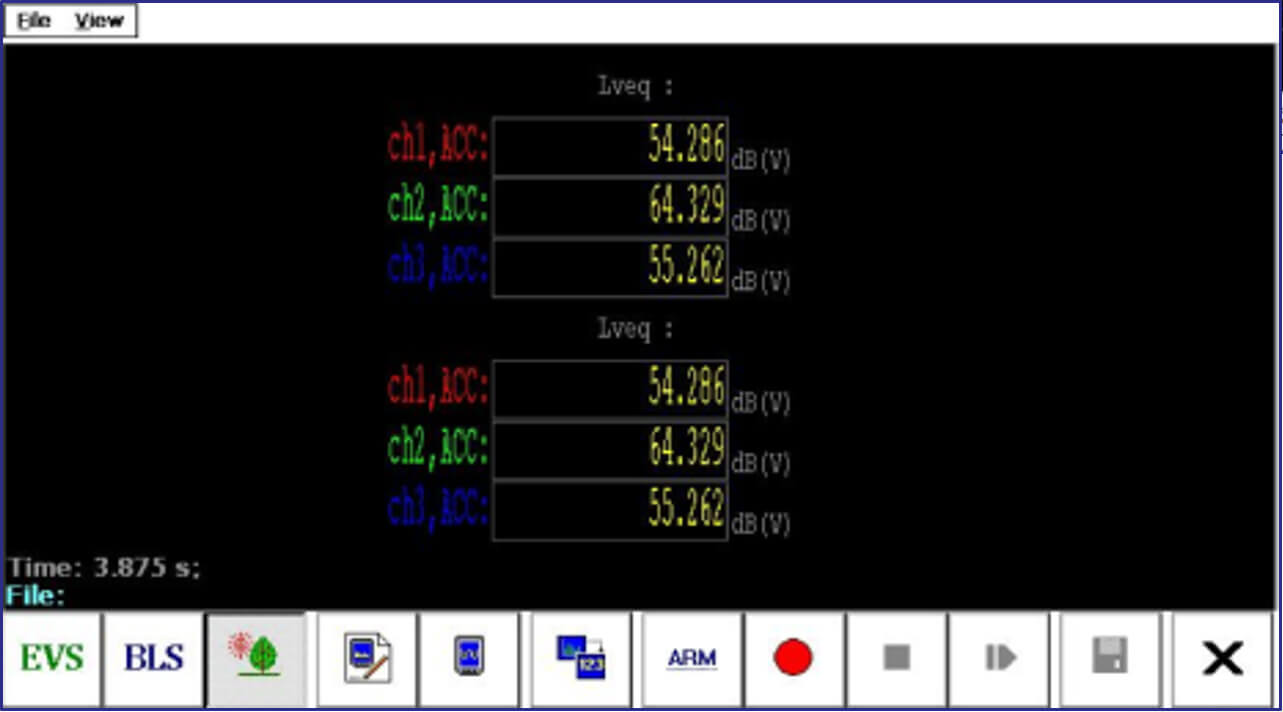 File View
Lveq :
ch1,ACC: 54.286 dB(V)
ch2,ACC: 64.329 dB(V)
ch3,ACC: 55.262 dB(V)
Lveq :
ch1,ACC: 54.286 dB(V)
ch2,ACC: 64.329 dB(V)
ch3,ACC: 55.262 dB(V)
Time: 3.875 s;
File:
EVS BLS 123 ARM